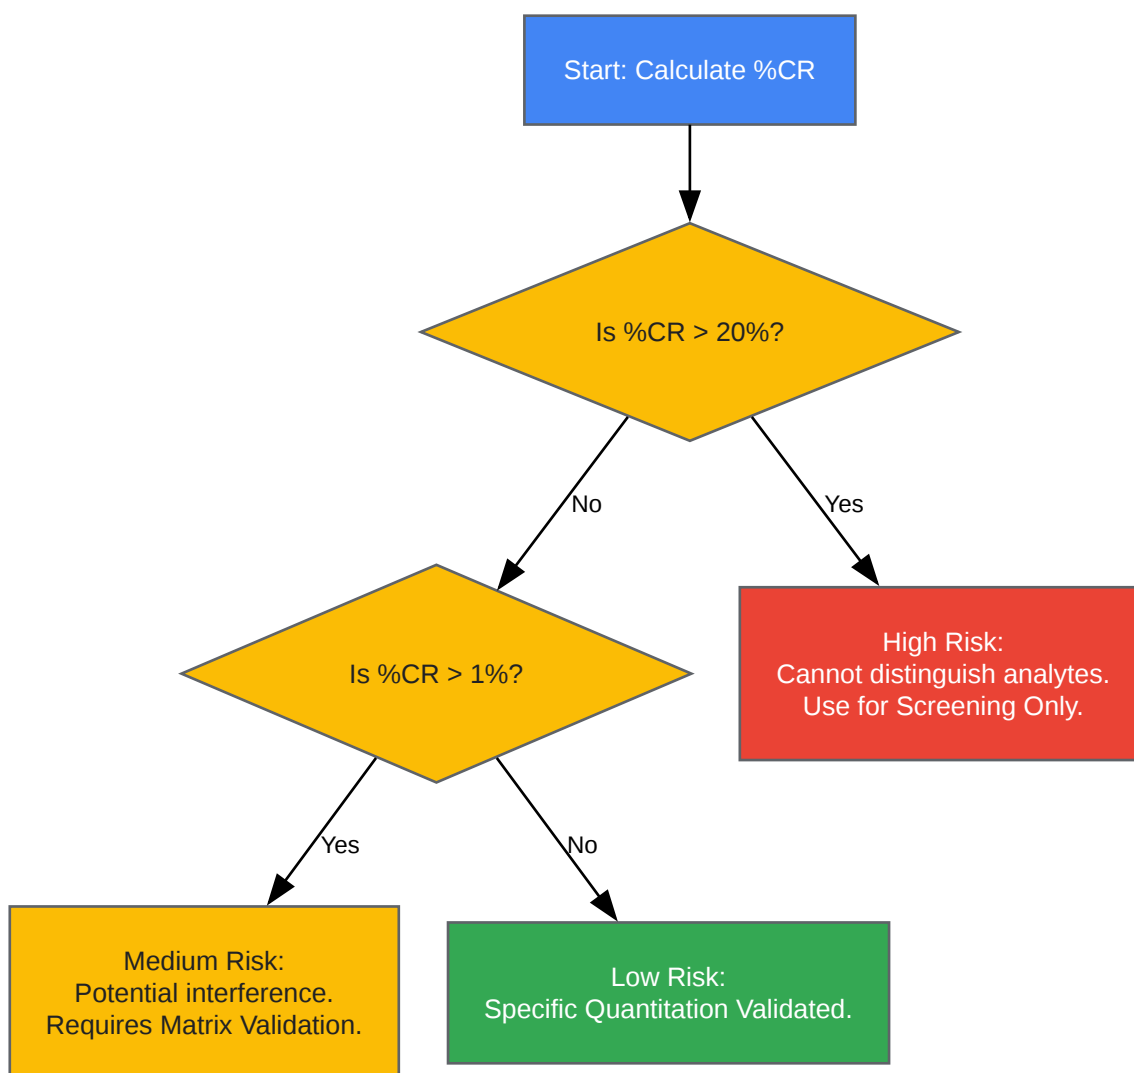 Start: Calculate %CR
Is %CR > 20%?
No
Yes
High Risk:
Cannot distinguish analytes.
Use for Screening Only.
Is %CR > 1%?
Yes
No
Medium Risk:
Potential interference.
Requires Matrix Validation.
Low Risk:
Specific Quantitation Validated.